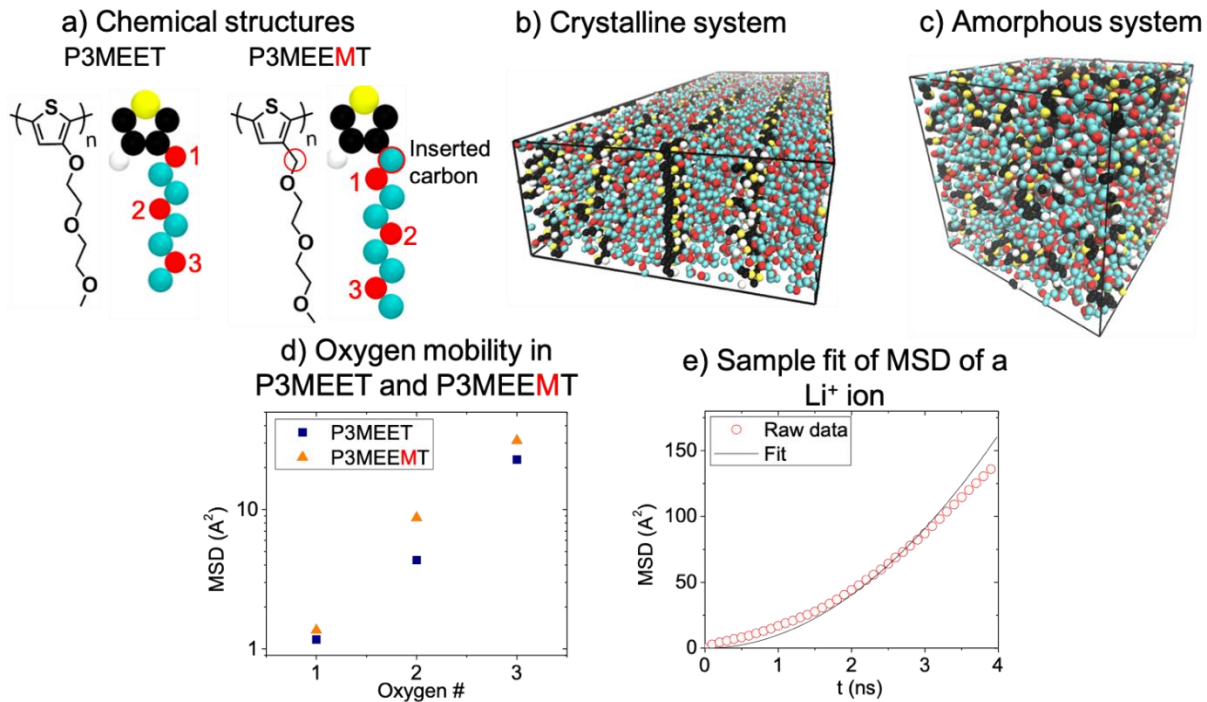 a) Chemical structures
P3MEET
P3MEEMT
S
n
O
O
O
1
2
3
S
n
O
O
O
Inserted
carbon
1
2
3
b) Crystalline system
c) Amorphous system
d) Oxygen mobility in
P3MEET and P3MEEMT
P3MEET
P3MEEMT
MSD (A²)
10
1
1 2 3
Oxygen #
e) Sample fit of MSD of a
Li⁺ ion
Raw data
Fit
MSD (A²)
150
100
50
0
0 1 2 3 4
t (ns)